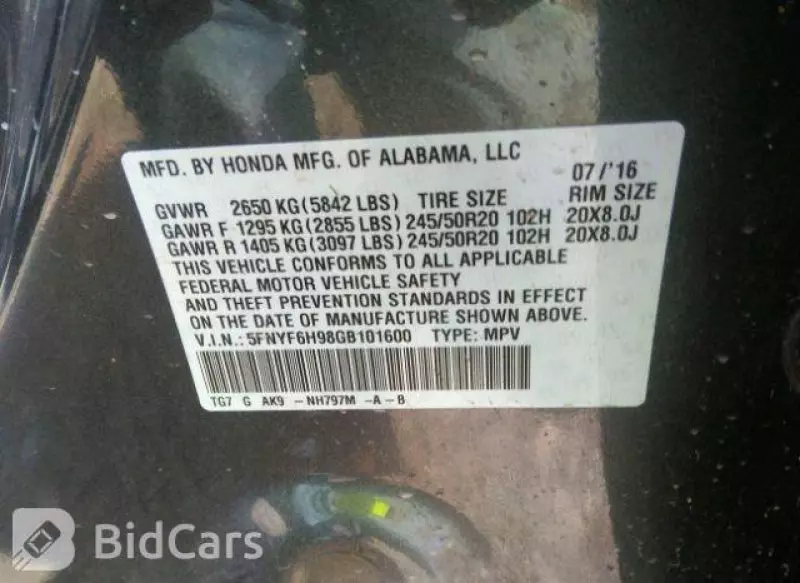 MFD. BY HONDA MFG. OF ALABAMA, LLC 07/'16
GVWR 2650 KG(5842 LBS) TIRE SIZE RIM SIZE
GAWR F 1295 KG(2855 LBS) 245/50R20 102H 20X8.0J
GAWR R 1405 KG(3097 LBS) 245/50R20 102H 20X8.0J
THIS VEHICLE CONFORMS TO ALL APPLICABLE
FEDERAL MOTOR VEHICLE SAFETY
AND THEFT PREVENTION STANDARDS IN EFFECT
ON THE DATE OF MANUFACTURE SHOWN ABOVE.
V.I.N.: 5FNYF6H98GB101600 TYPE: MPV
TG7 G AK9 -NH797M -A-B
BidCars